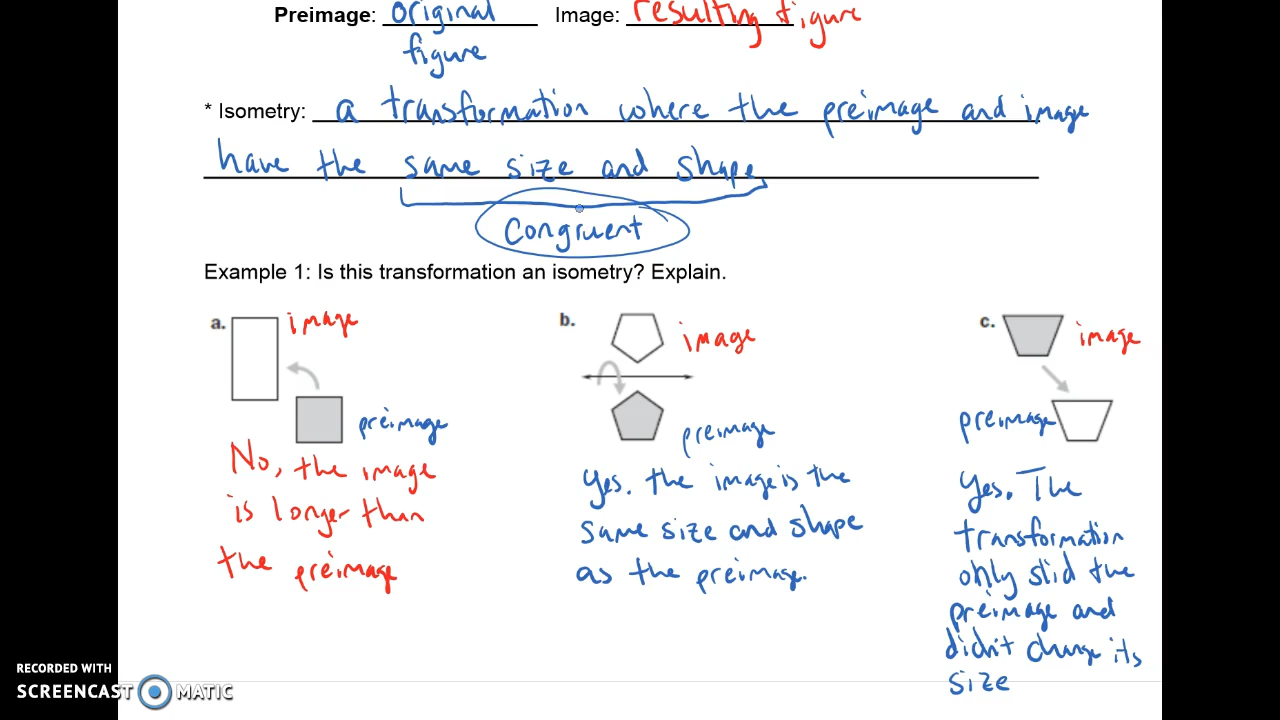 Preimage: original Image: resulting figure
figure
* Isometry: a transformation where the preimage and image
have the same size and shape
Congruent
Example 1: Is this transformation an isometry? Explain.
a. image
preimage
No, the image
is longer than
the preimage
b. image
preimage
Yes. the image is the
same size and shape
as the preimage.
c. image
preimage
Yes. The
transformation
only slid the
preimage and
didn't change its
size
RECORDED WITH
SCREENCAST MATIC